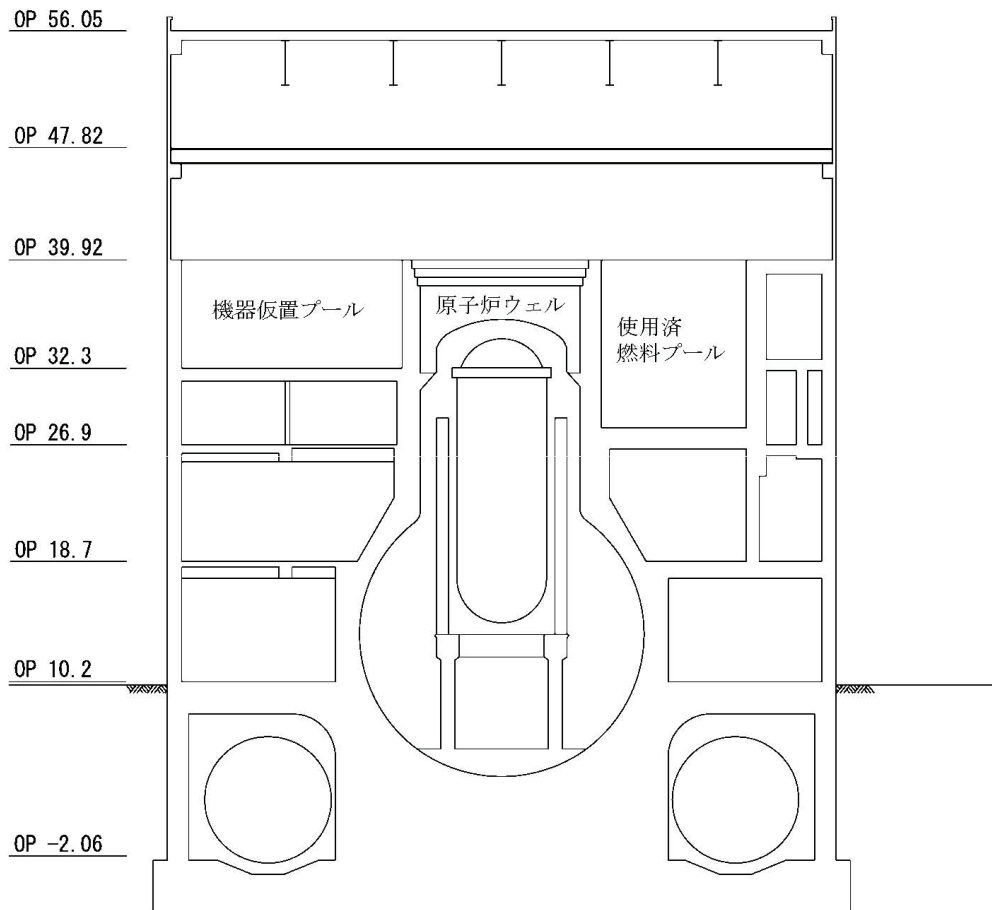 OP 56.05
OP 47.82
OP 39.92
機器仮置プール
原子炉ウェル
使用済
燃料プール
OP 32.3
OP 26.9
OP 18.7
OP 10.2
OP -2.06